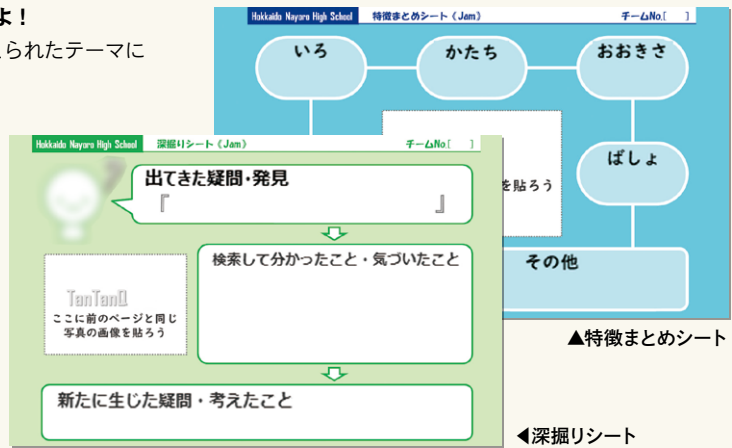 よ！
られたテーマに
Hokkaido Nayoro High School 特徴まとめシート（Jam） チームNo.[ ]
いろ
かたち
おおきさ
ばしょ
を貼ろう
その他
▲特徴まとめシート
Hokkaido Nayoro High School 深掘りシート（Jam） チームNo.[ ]
出てきた疑問・発見
『 』
検索して分かったこと・気づいたこと
TanTanQ
ここに前のページと同じ
写真の画像を貼ろう
新たに生じた疑問・考えたこと
◀深掘りシート